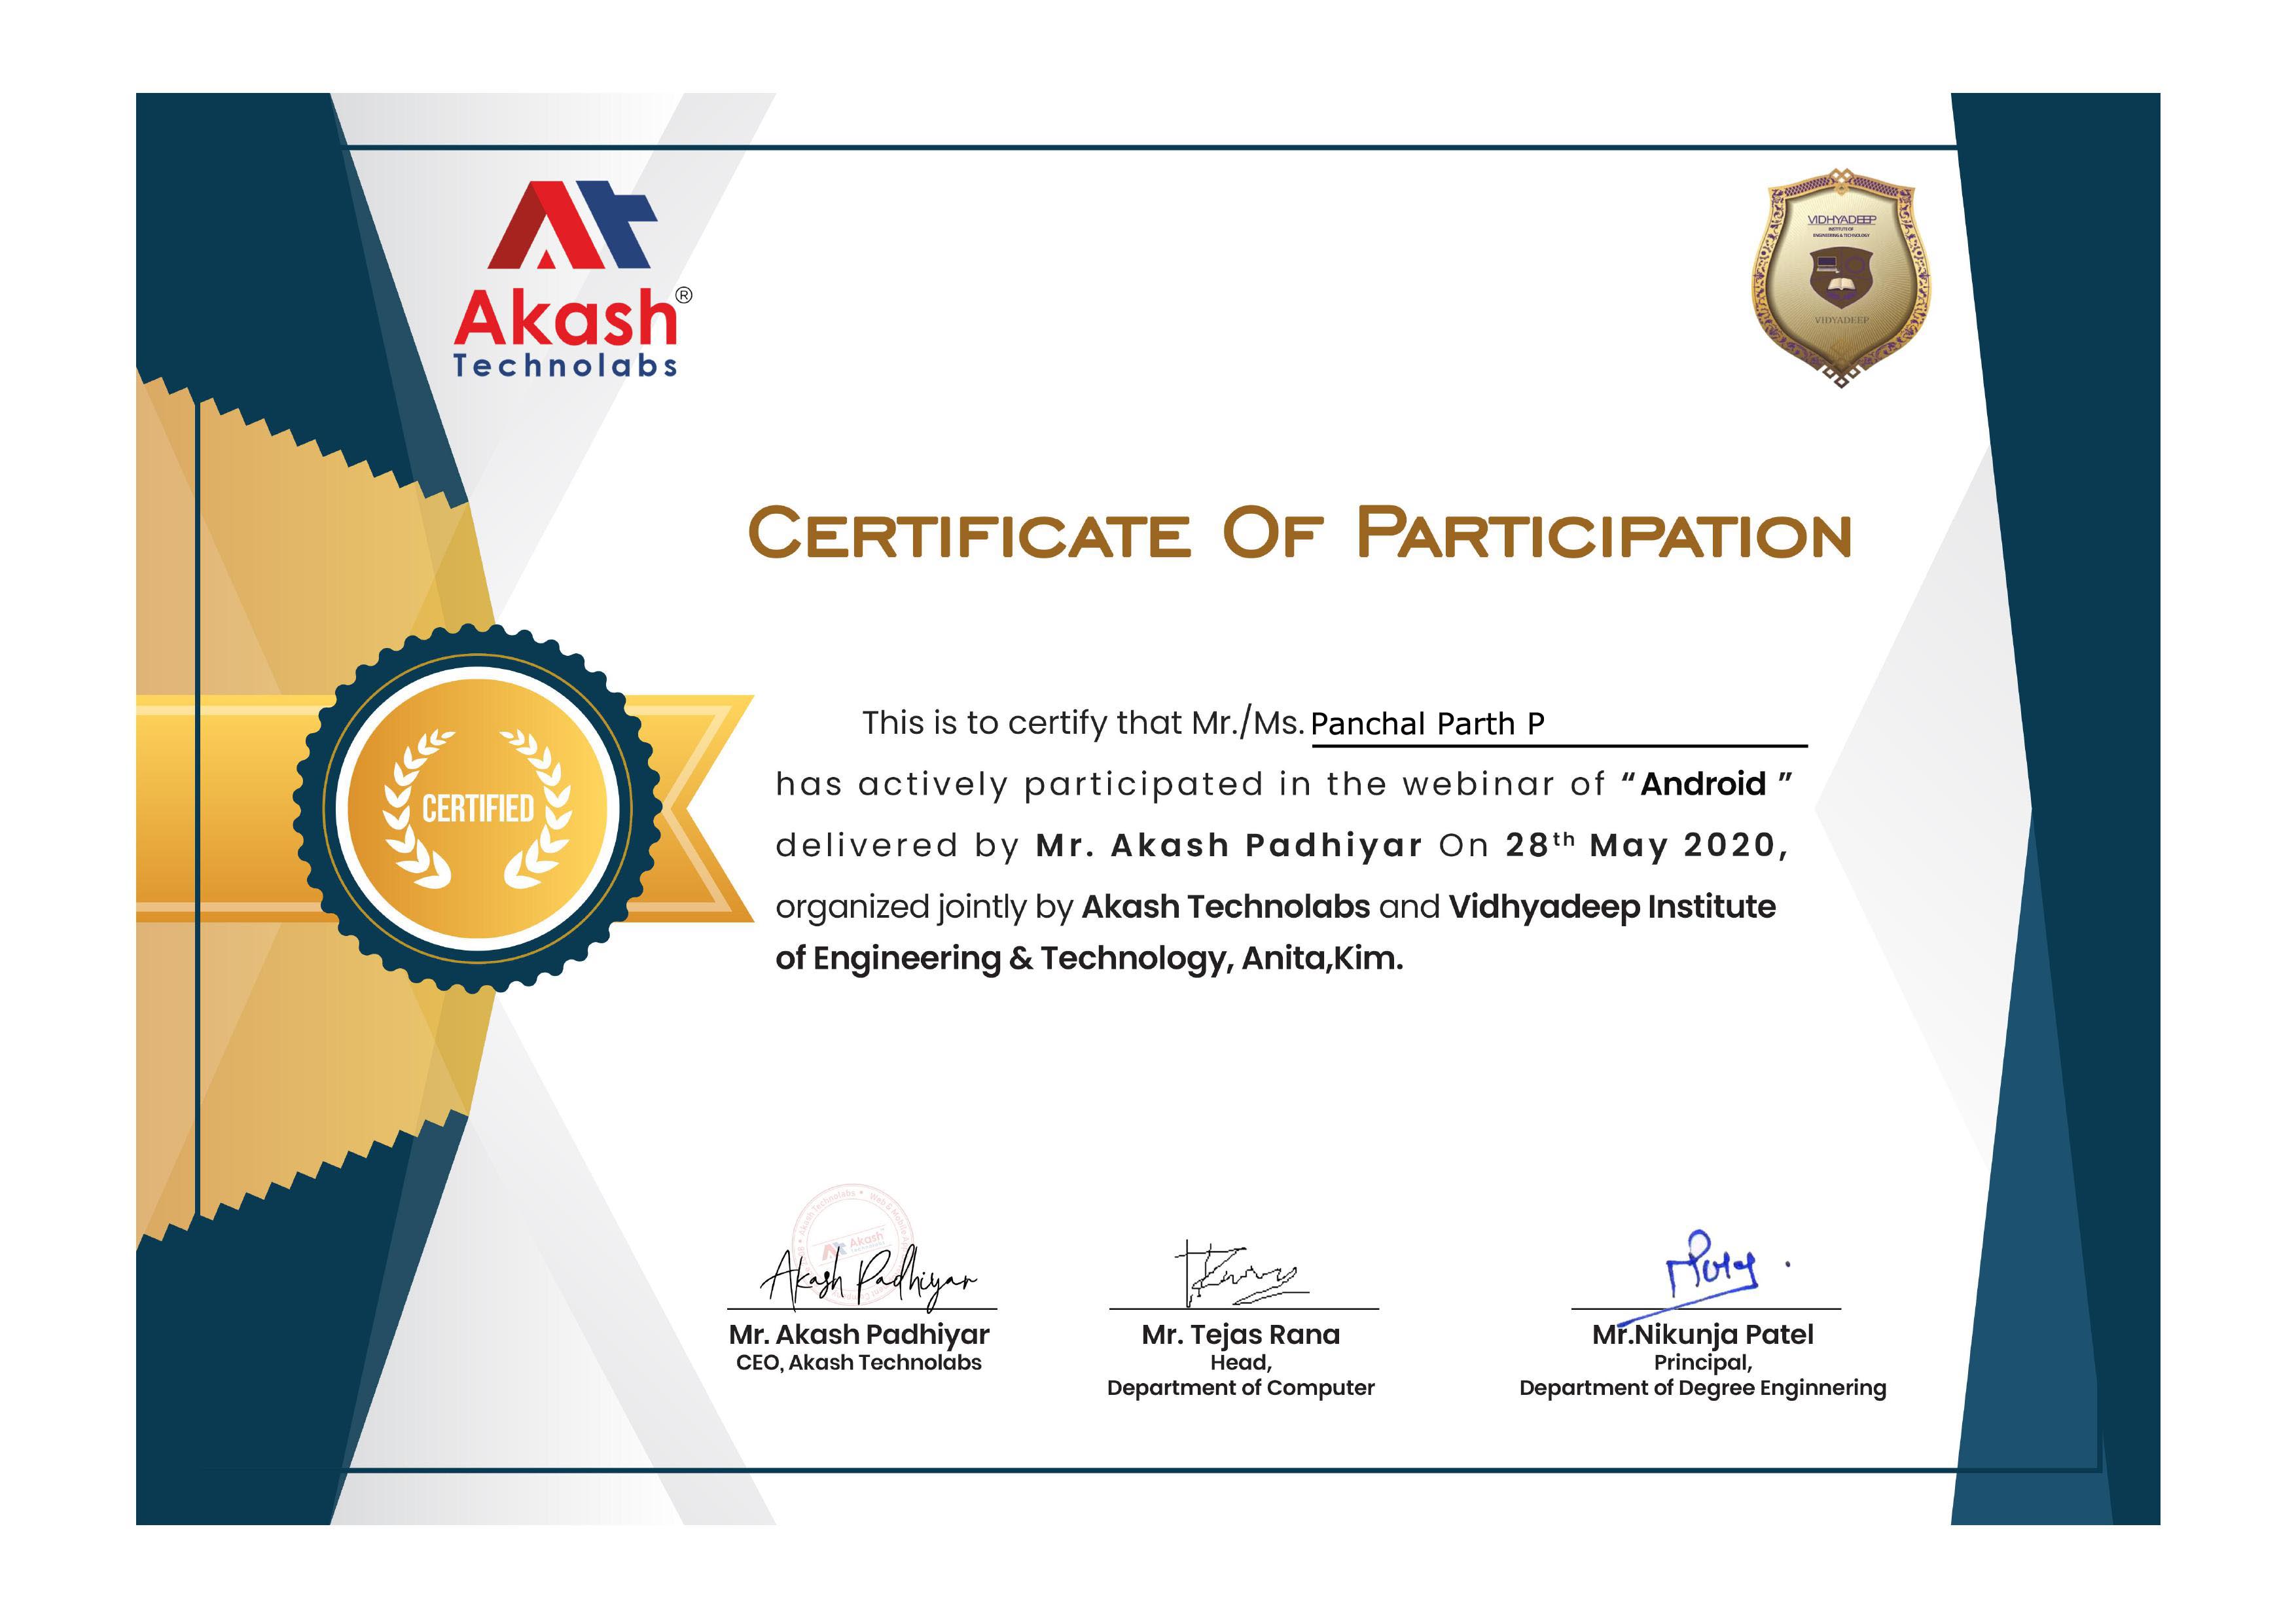 Akash®
Technolabs
VIDHYADEEP
INSTITUTE OF
ENGINEERING & TECHNOLOGY
VIDYADEEP
CERTIFICATE OF PARTICIPATION
CERTIFIED
This is to certify that Mr./Ms. Panchal Parth P
has actively participated in the webinar of “Android ”
delivered by Mr. Akash Padhiyar On 28th May 2020,
organized jointly by Akash Technolabs and Vidhyadeep Institute
of Engineering & Technology, Anita,Kim.
Akash Padhiyar
Mr. Akash Padhiyar
CEO, Akash Technolabs
Mr. Tejas Rana
Head,
Department of Computer
Mr.Nikunja Patel
Principal,
Department of Degree Enginnering